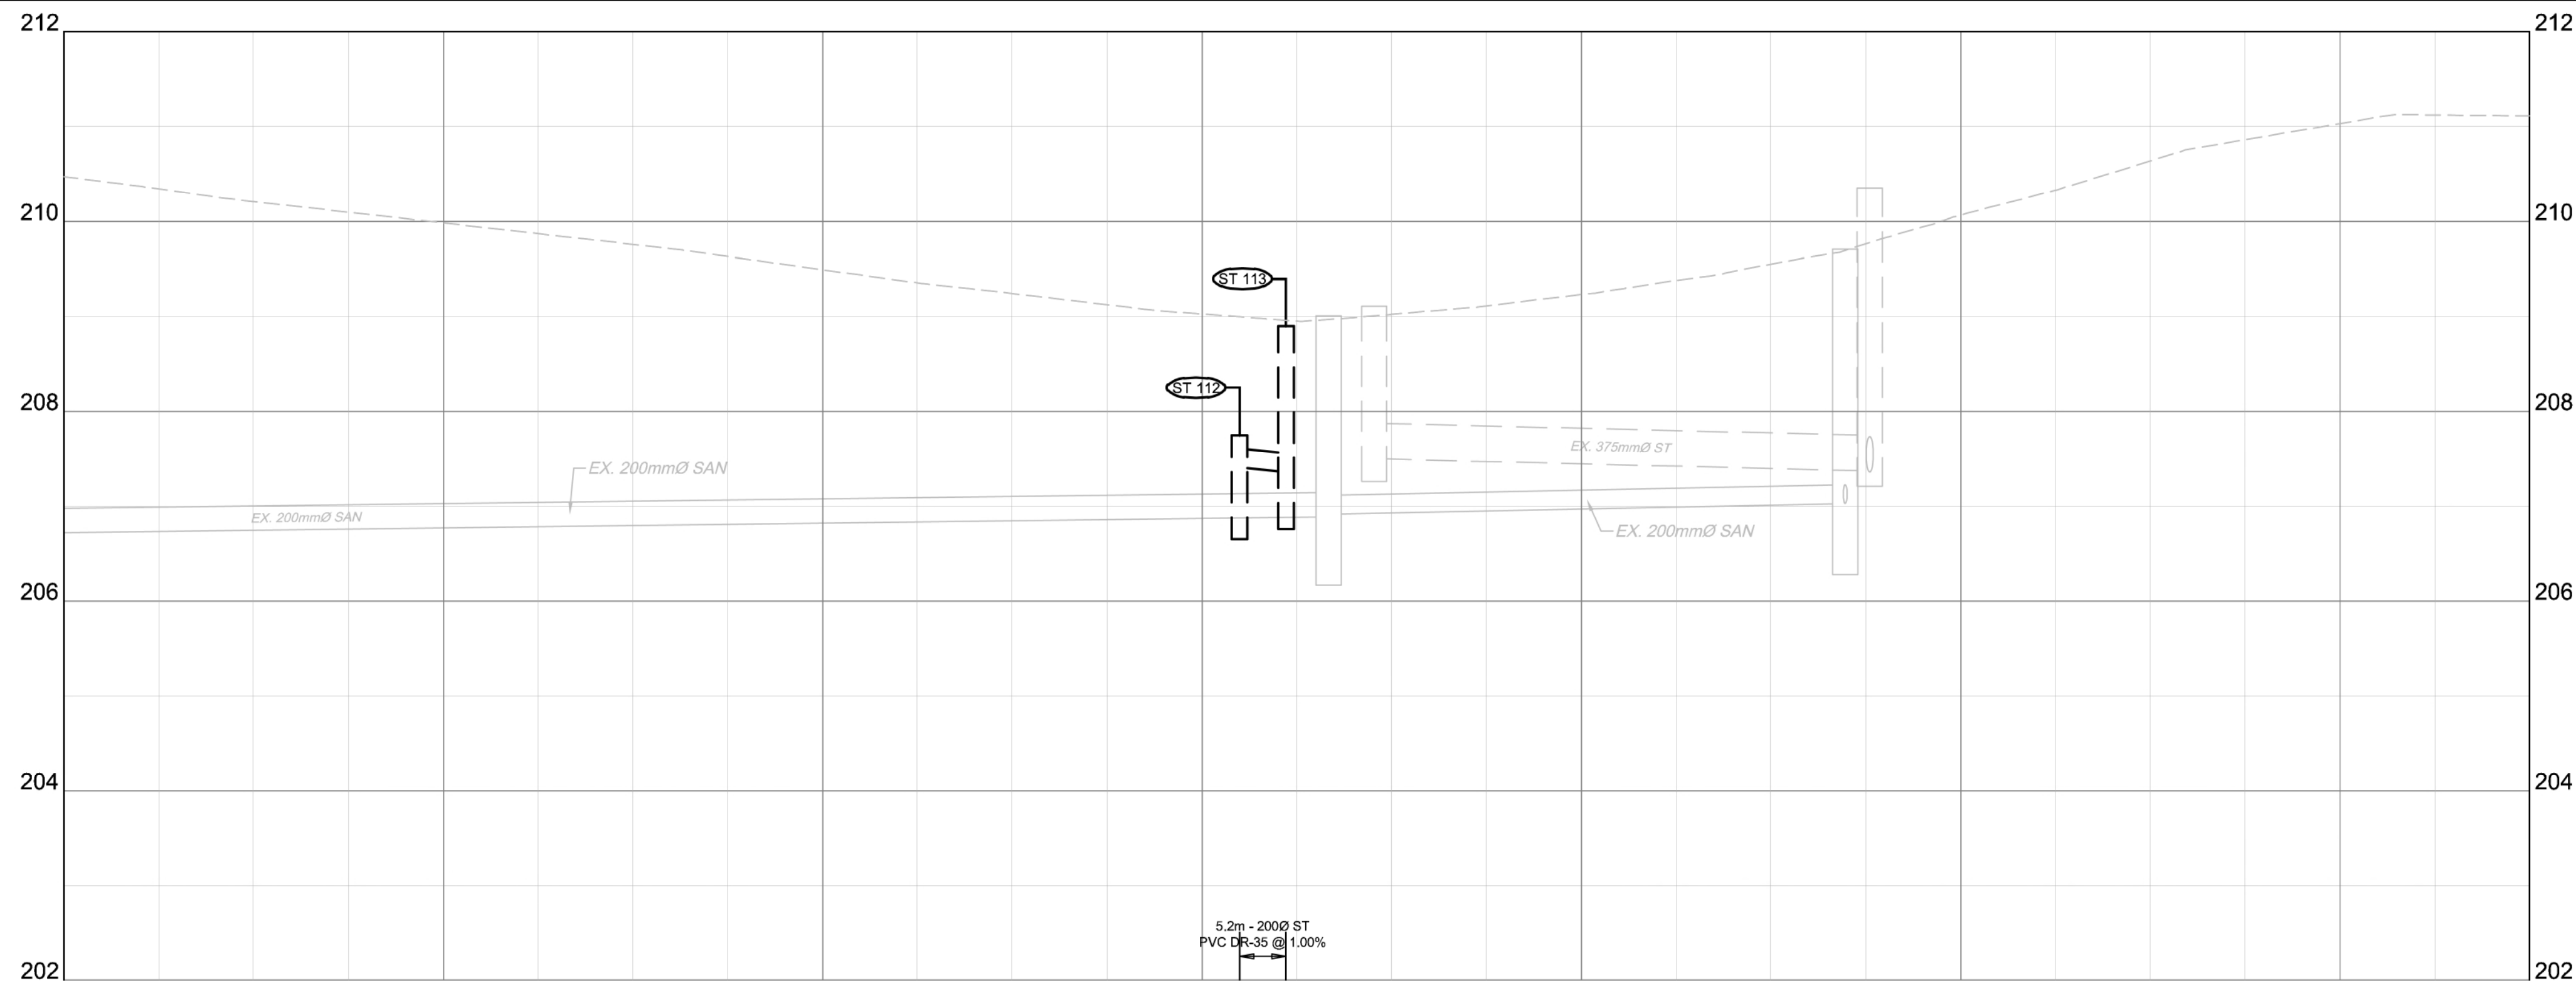 212 212
210 210
ST 113
208 208
ST 112
EX. 375mmØ ST
EX. 200mmØ SAN
EX. 200mmØ SAN
EX. 200mmØ SAN
206 206
204 204
5.2m - 200Ø ST
PVC DR-35 @ 1.00%
202 202